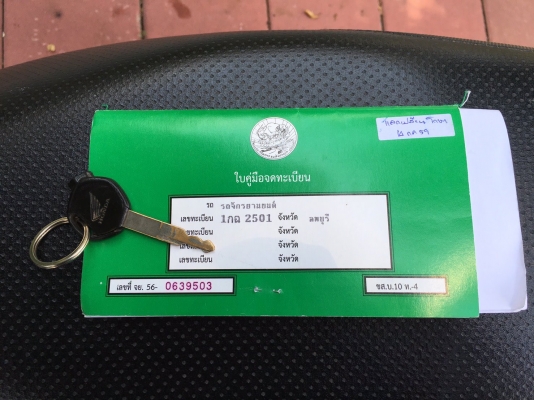 ใบคู่มือจดทะเบียน
รถ รถจักรยานยนต์
เลขทะเบียน 1กฉ 2501 จังหวัด ลพบุรี
เลขทะเบียน จังหวัด
จังหวัด
เลขทะเบียน จังหวัด
เลขที่ จย. 56- 0639503
ขส.บ.10 ห.-4